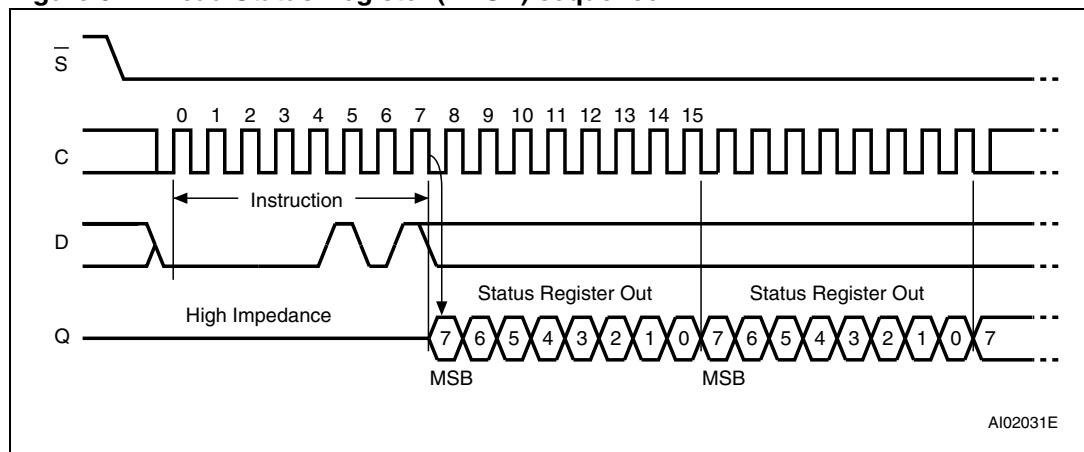 S
0 1 2 3 4 5 6 7 8 9 10 11 12 13 14 15
C
Instruction
D
Status Register Out Status Register Out
High Impedance
Q 7 6 5 4 3 2 1 0 7 6 5 4 3 2 1 0 7
MSB MSB
AI02031E